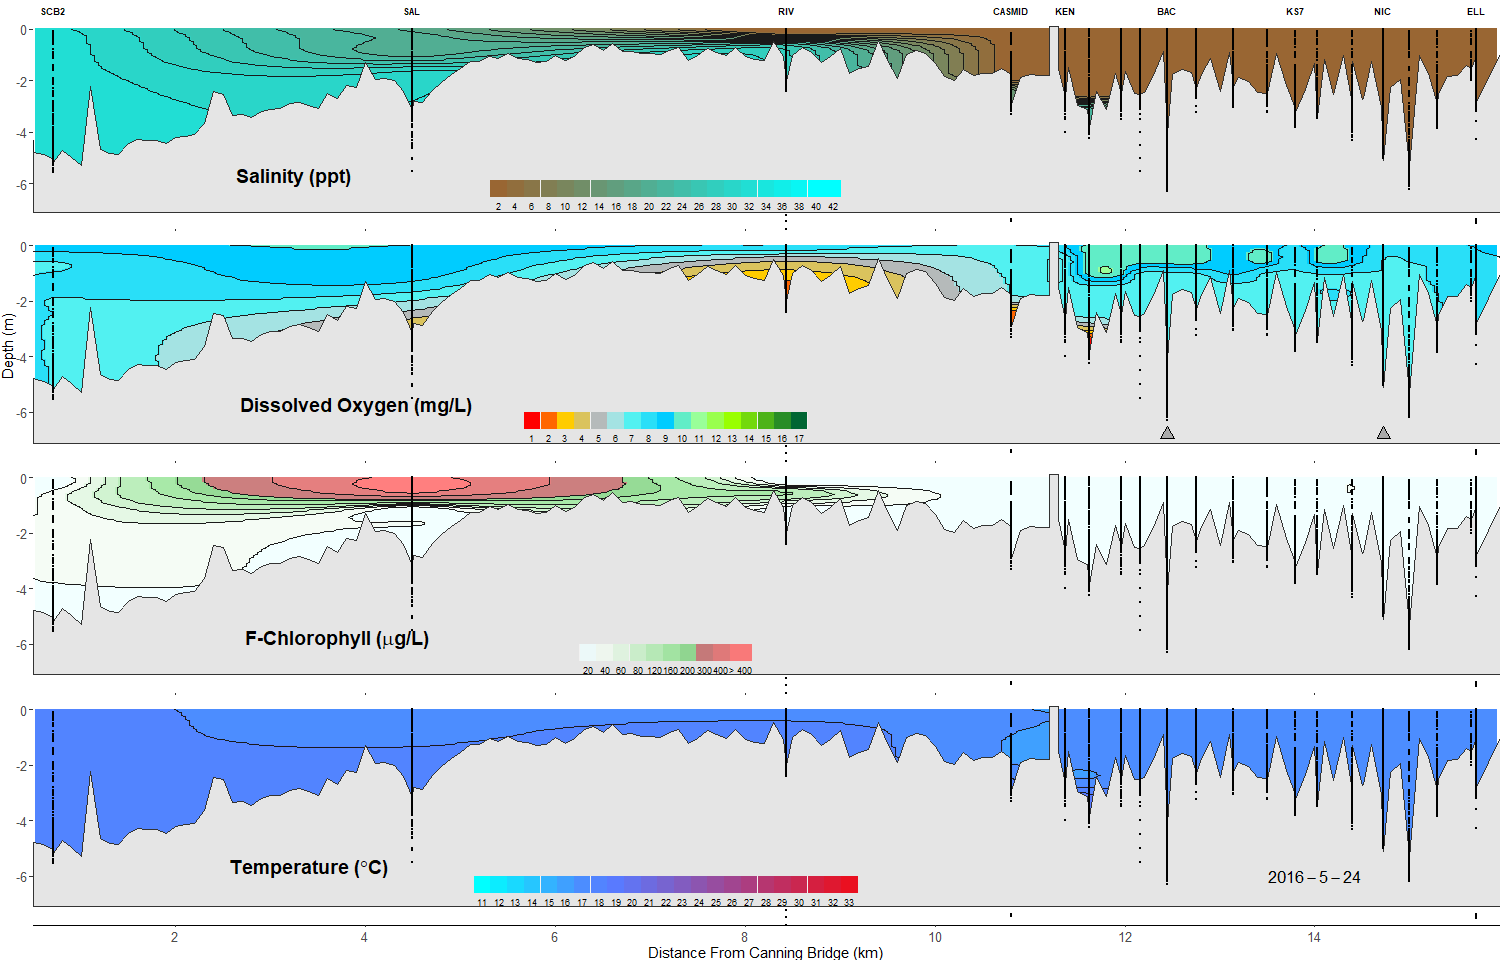 SCB2 SAL RIV CASMID KEN BAC KS7 NIC ELL
0
-2
-4
-6
Salinity (ppt)
2 4 6 8 10 12 14 16 18 20 22 24 26 28 30 32 34 36 38 40 42
0
-2
-4
-6
Dissolved Oxygen (mg/L)
1 2 3 4 5 6 7 8 9 10 11 12 13 14 15 16 17
Depth (m)
0
-2
-4
-6
F-Chlorophyll (µg/L)
20 40 60 80 120 160 200 300 400 > 400
0
-2
-4
-6
Temperature (°C)
11 12 13 14 15 16 17 18 19 20 21 22 23 24 25 26 27 28 29 30 31 32 33
2016 – 5 – 24
2 4 6 8 10 12 14
Distance From Canning Bridge (km)